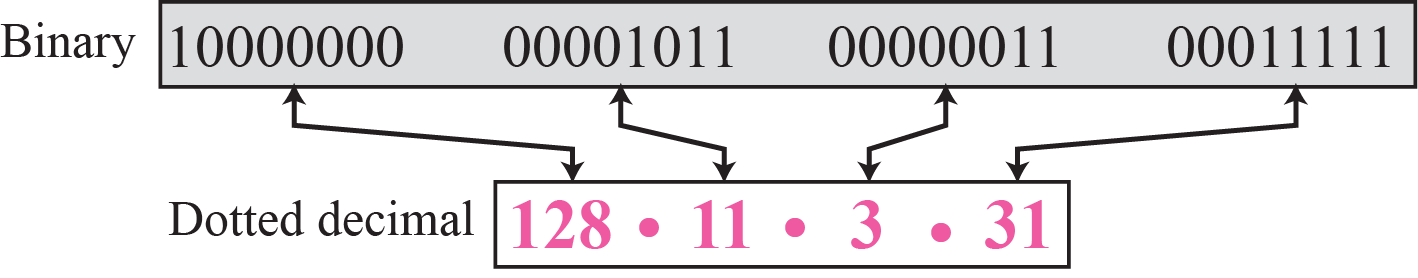 Binary 10000000 00001011 00000011 00011111
Dotted decimal 128 • 11 • 3 • 31